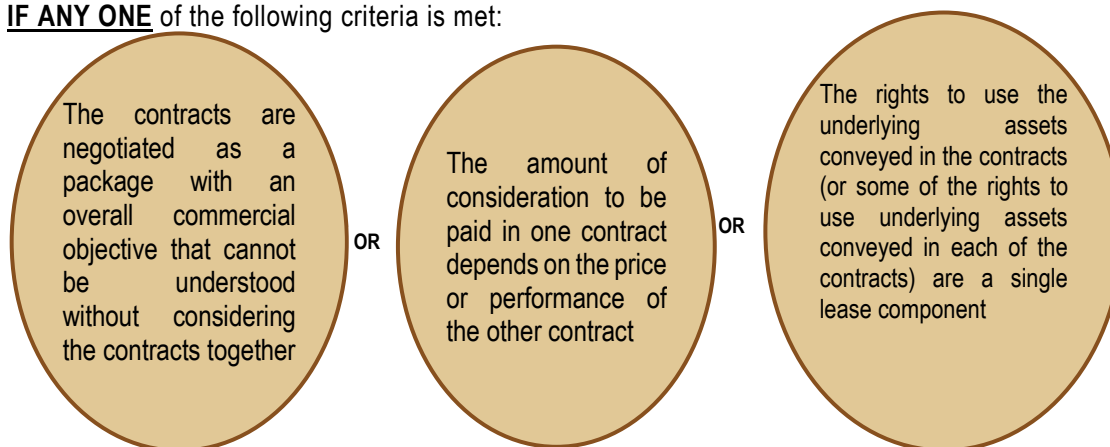 IF ANY ONE of the following criteria is met:
The contracts are
negotiated as a
package with an
overall commercial
objective that cannot
be understood
without considering
the contracts together
OR
The amount of
consideration to be
paid in one contract
depends on the price
or performance of
the other contract
OR
The rights to use the
underlying assets
conveyed in the contracts
(or some of the rights to
use underlying assets
conveyed in each of the
contracts) are a single
lease component